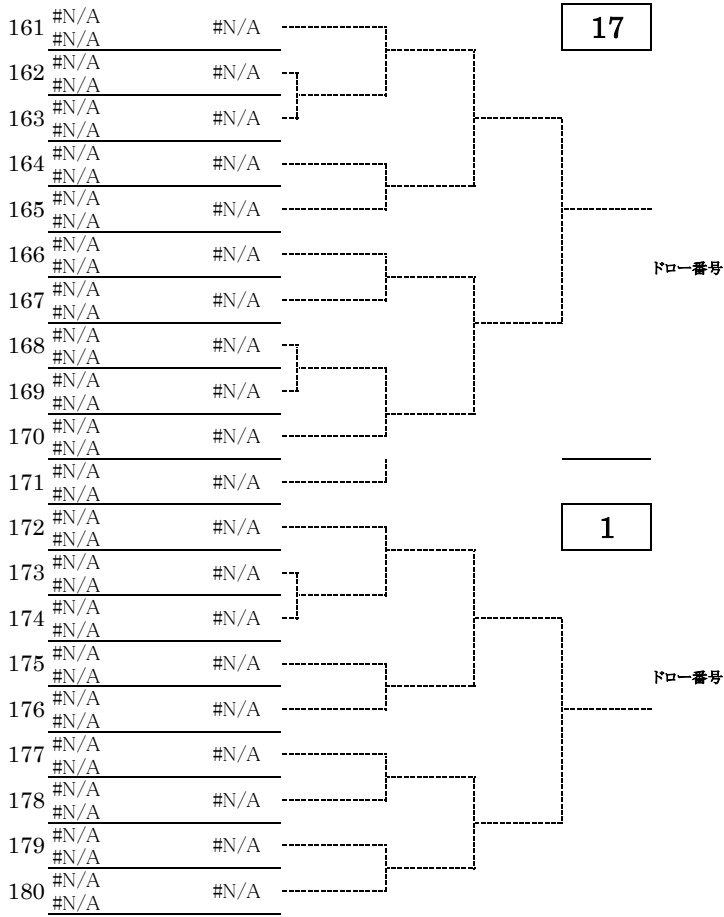 161 #N/A #N/A 17
#N/A
162 #N/A #N/A
#N/A
163 #N/A #N/A
#N/A
164 #N/A #N/A
#N/A
165 #N/A #N/A
#N/A
166 #N/A #N/A
#N/A
ドロー番号
167 #N/A #N/A
#N/A
168 #N/A #N/A
#N/A
169 #N/A #N/A
#N/A
170 #N/A #N/A
#N/A
171 #N/A #N/A
#N/A
172 #N/A #N/A 1
#N/A
173 #N/A #N/A
#N/A
174 #N/A #N/A
#N/A
175 #N/A #N/A
#N/A
ドロー番号
176 #N/A #N/A
#N/A
177 #N/A #N/A
#N/A
178 #N/A #N/A
#N/A
179 #N/A #N/A
#N/A
180 #N/A #N/A
#N/A